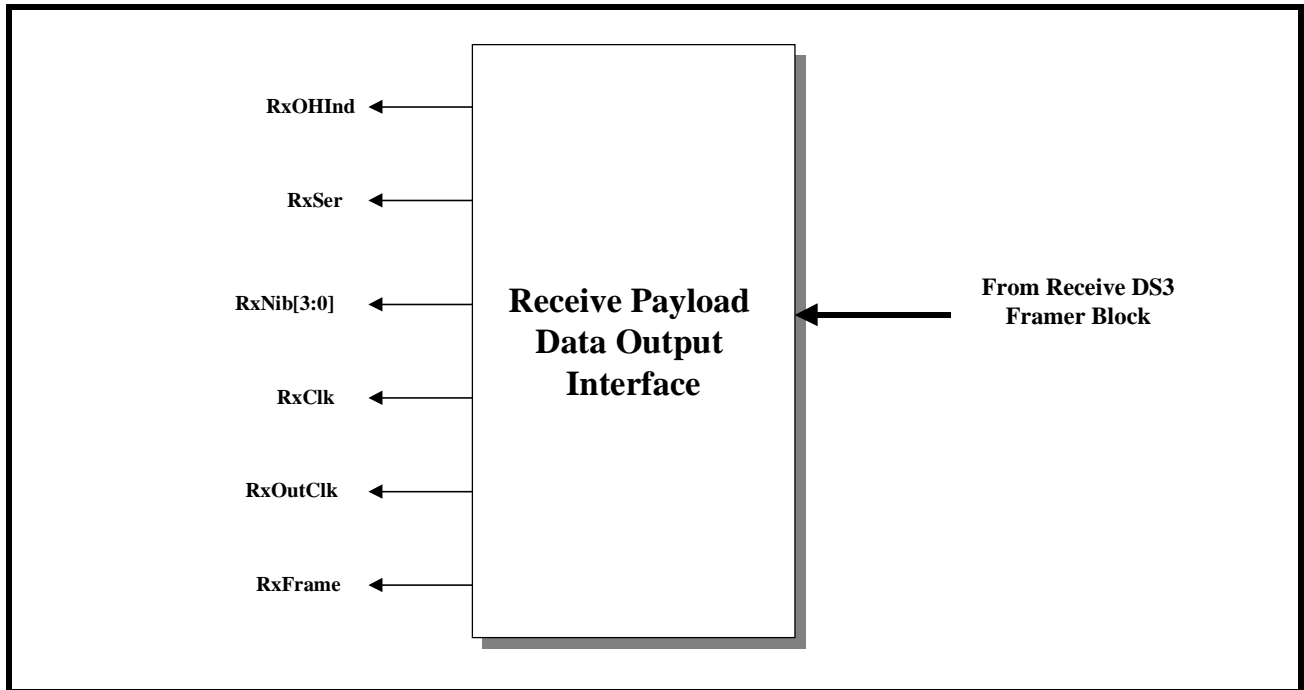 RxOHInd
RxSer
RxNib[3:0]
RxClk
RxOutClk
RxFrame
Receive Payload
Data Output
Interface
From Receive DS3
Framer Block